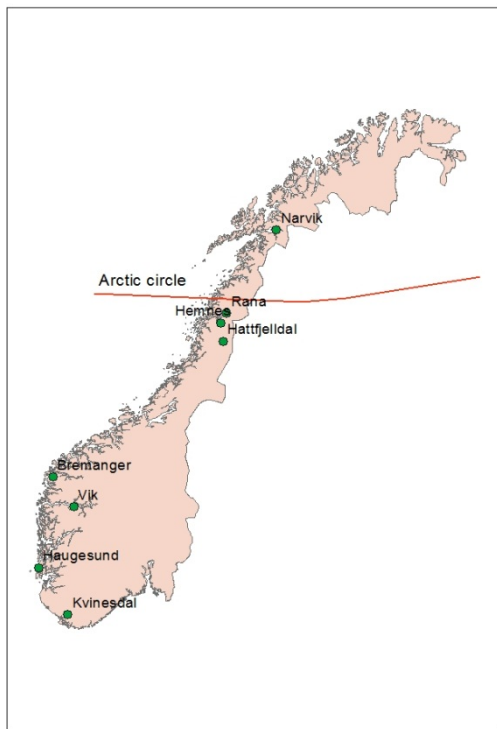 Narvik
Arctic circle
Rana
Hemnes
Hattfjelldal
Bremanger
Vik
Haugesund
Kvinesdal